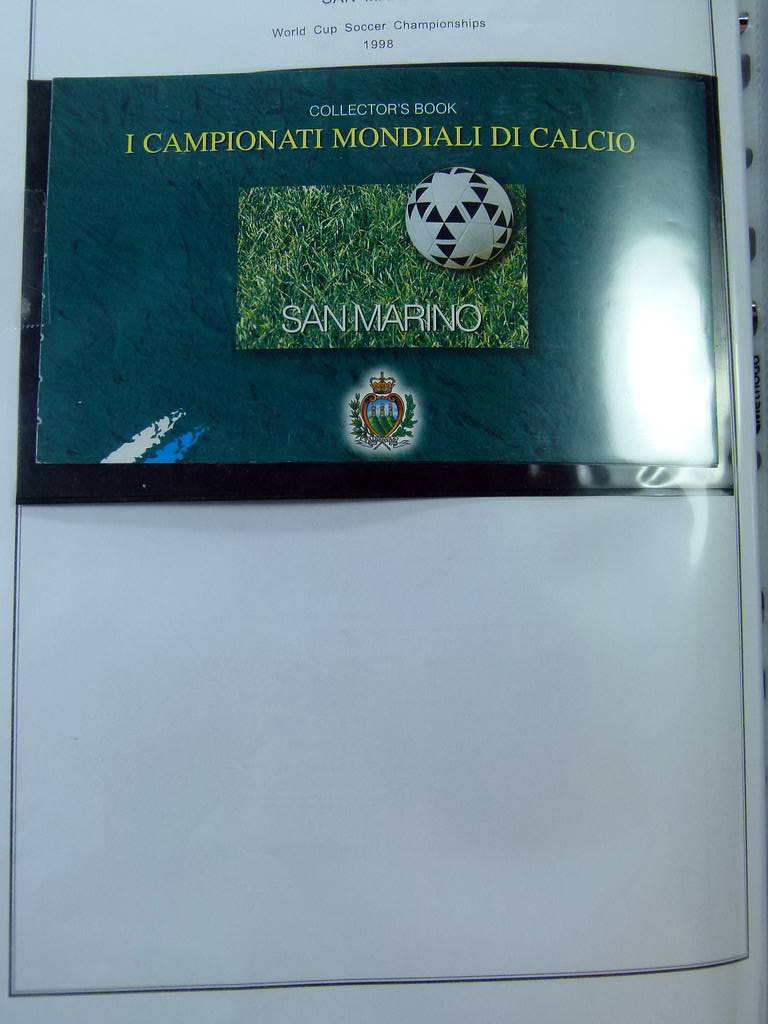 World Cup Soccer Championships
1998
COLLECTOR'S BOOK
I CAMPIONATI MONDIALI DI CALCIO
SAN MARINO